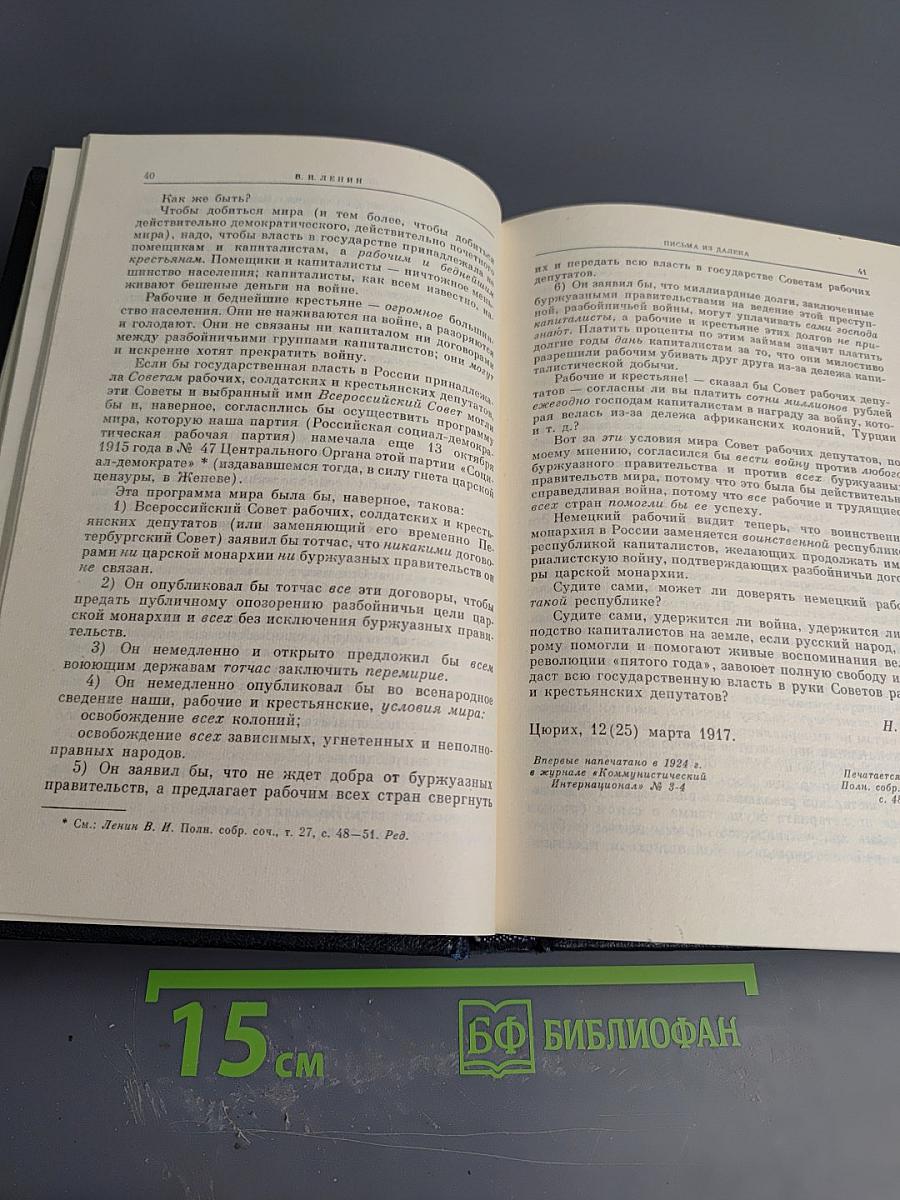 40
В. И. ЛЕНИН
Как же быть?
Чтобы добиться мира (и тем более, чтобы добиться
действительно демократического, действительно почетного
мира), надо, чтобы власть в государстве принадлежала не
помещикам и капиталистам, а рабочим и беднейшим
крестьянам. Помещики и капиталисты — ничтожное мень-
шинство населения; капиталисты, как всем известно, на-
живают бешеные деньги на войне.
Рабочие и беднейшие крестьяне — огромное большин-
ство населения. Они не наживаются на войне, а разоряются
и голодают. Они не связаны ни капиталом ни договорами
между разбойничьими группами капиталистов; они могут
и искренне хотят прекратить войну.
Если бы государственная власть в России принадлежа-
ла Советам рабочих, солдатских и крестьянских депутатов,
эти Советы и выбранный ими Всероссийский Совет могли
бы и, наверное, согласились бы осуществить программу
мира, которую наша партия (Российская социал-демокра-
тическая рабочая партия) намечала еще 13 октября
1915 года в № 47 Центрального Органа этой партии «Соци-
ал-демократе» * (издававшемся тогда, в силу гнета царской
цензуры, в Женеве).
Эта программа мира была бы, наверное, такова:
1) Всероссийский Совет рабочих, солдатских и кресть-
янских депутатов (или заменяющий его временно Пе-
тербургский Совет) заявил бы тотчас, что никакими догово-
рами ни царской монархии ни буржуазных правительств он
не связан.
2) Он опубликовал бы тотчас все эти договоры, чтобы
предать публичному опозорению разбойничьи цели цар-
ской монархии и всех без исключения буржуазных прави-
тельств.
3) Он немедленно и открыто предложил бы всем
воюющим державам тотчас заключить перемирие.
4) Он немедленно опубликовал бы во всенародное
сведение наши, рабочие и крестьянские, условия мира:
освобождение всех колоний;
освобождение всех зависимых, угнетенных и неполно-
правных народов.
5) Он заявил бы, что не ждет добра от буржуазных
правительств, а предлагает рабочим всех стран свергнуть
* См.: Ленин В. И. Полн. собр. соч., т. 27, с. 48—51. Ред.
ПИСЬМА ИЗ ДАЛЕКА
41
их и передать всю власть в государстве Советам рабочих
депутатов.
6) Он заявил бы, что миллиардные долги, заключенные
буржуазными правительствами на ведение этой преступ-
ной, разбойничьей войны, могут уплачивать сами господа
капиталисты, а рабочие и крестьяне этих долгов не при-
знают. Платить проценты по этим займам значит платить
долгие годы дань капиталистам за то, что они милостиво
разрешили рабочим убивать друг друга из-за дележа капи-
талистической добычи.
Рабочие и крестьяне! — сказал бы Совет рабочих депу-
татов — согласны ли вы платить сотни миллионов рублей
ежегодно господам капиталистам в награду за войну, кото-
рая велась из-за дележа африканских колоний, Турции
и т. д.?
Вот за эти условия мира Совет рабочих депутатов, по
моему мнению, согласился бы вести войну против любого
буржуазного правительства и против всех буржуазных
правительств мира, потому что это была бы действительно
справедливая война, потому что все рабочие и трудящиеся
всех стран помогли бы ее успеху.
Немецкий рабочий видит теперь, что воинственная
монархия в России заменяется воинственной республикой,
республикой капиталистов, желающих продолжать им
риалистскую войну, подтверждающих разбойничьи дого
ры царской монархии.
Судите сами, может ли доверять немецкий рабо
такой республике?
Судите сами, удержится ли война, удержится ли
подство капиталистов на земле, если русский народ,
рому помогли и помогают живые воспоминания вел
революции «пятого года», завоюет полную свободу и
даст всю государственную власть в руки Советов ра
и крестьянских депутатов?
Н.
Цюрих, 12 (25) марта 1917.
Впервые напечатано в 1924 г.
в журнале «Коммунистический
Интернационал» № 3-4
Печатается
Полн. собр.
с. 48
15 см
БФ БИБЛИОФАН